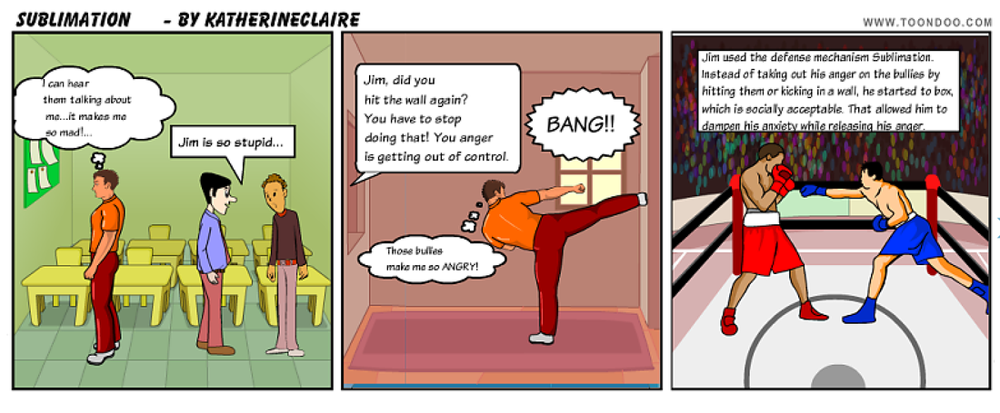 SUBLIMATION - BY KATHERINECLAIRE
WWW.TOONDOO.COM
I can hear
them talking about
me...it makes me
so mad!...
Jim is so stupid...
Jim, did you
hit the wall again?
You have to stop
doing that! You anger
is getting out of control.
BANG!!
Those bullies
make me so ANGRY!
Jim used the defense mechanism Sublimation.
Instead of taking out his anger on the bullies by
hitting them or kicking in a wall, he started to box,
which is socially acceptable. That allowed him to
dampen his anxiety while releasing his anger.